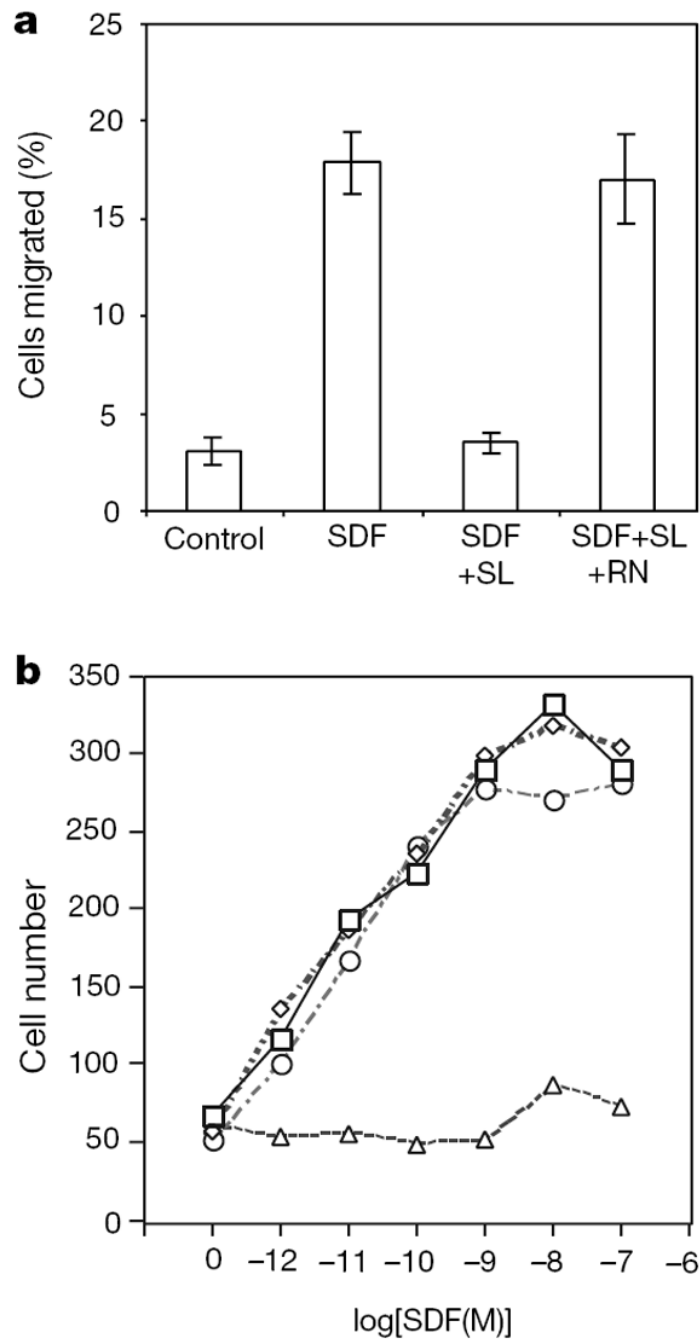 a
25
20
15
10
5
0
Cells migrated (%)
Control SDF SDF SDF+SL
+SL +RN
b
350
300
250
200
150
100
50
0
Cell number
0 −12 −11 −10 −9 −8 −7 −6
log[SDF(M)]